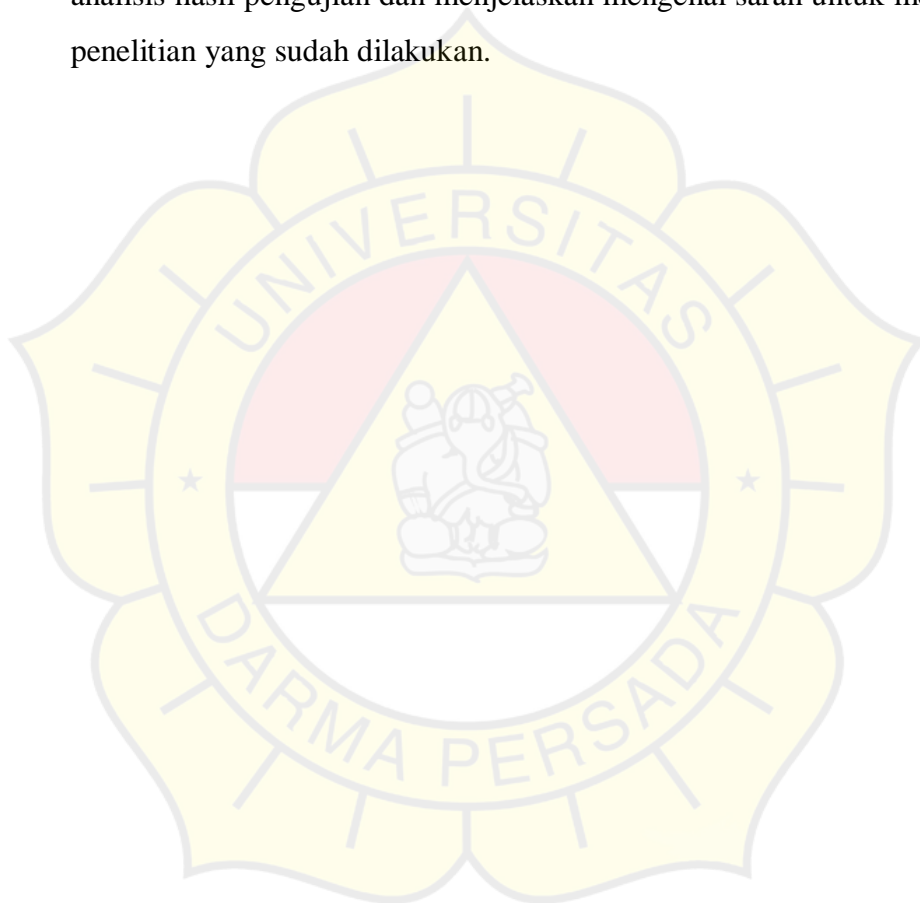 analisis hasil pengujian dan menjelaskan mengenai saran untuk
penelitian yang sudah dilakukan.
UNIVERSITAS
DARMA PERSADA